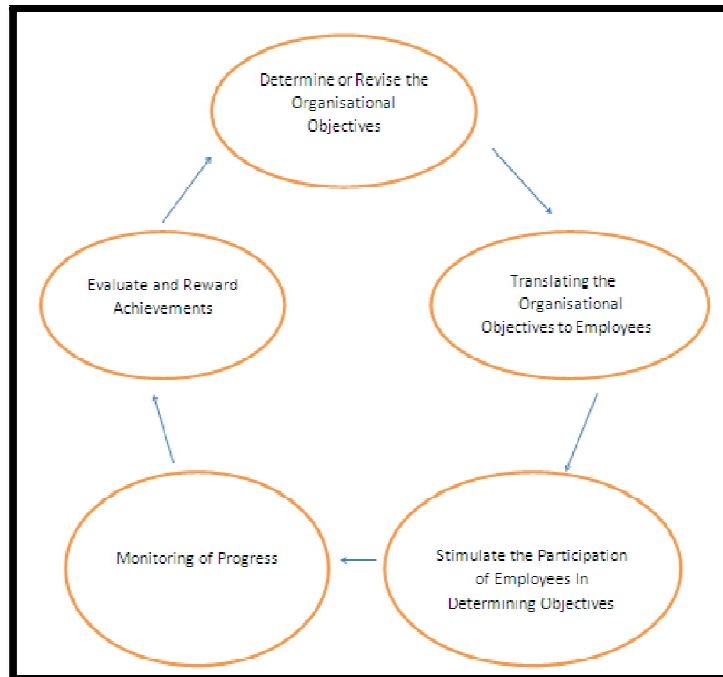 Determine or Revise the
Organisational
Objectives
Translating the
Organisational
Objectives to Employees
Stimulate the Participation
of Employees In
Determining Objectives
Monitoring of Progress
Evaluate and Reward
Achievements